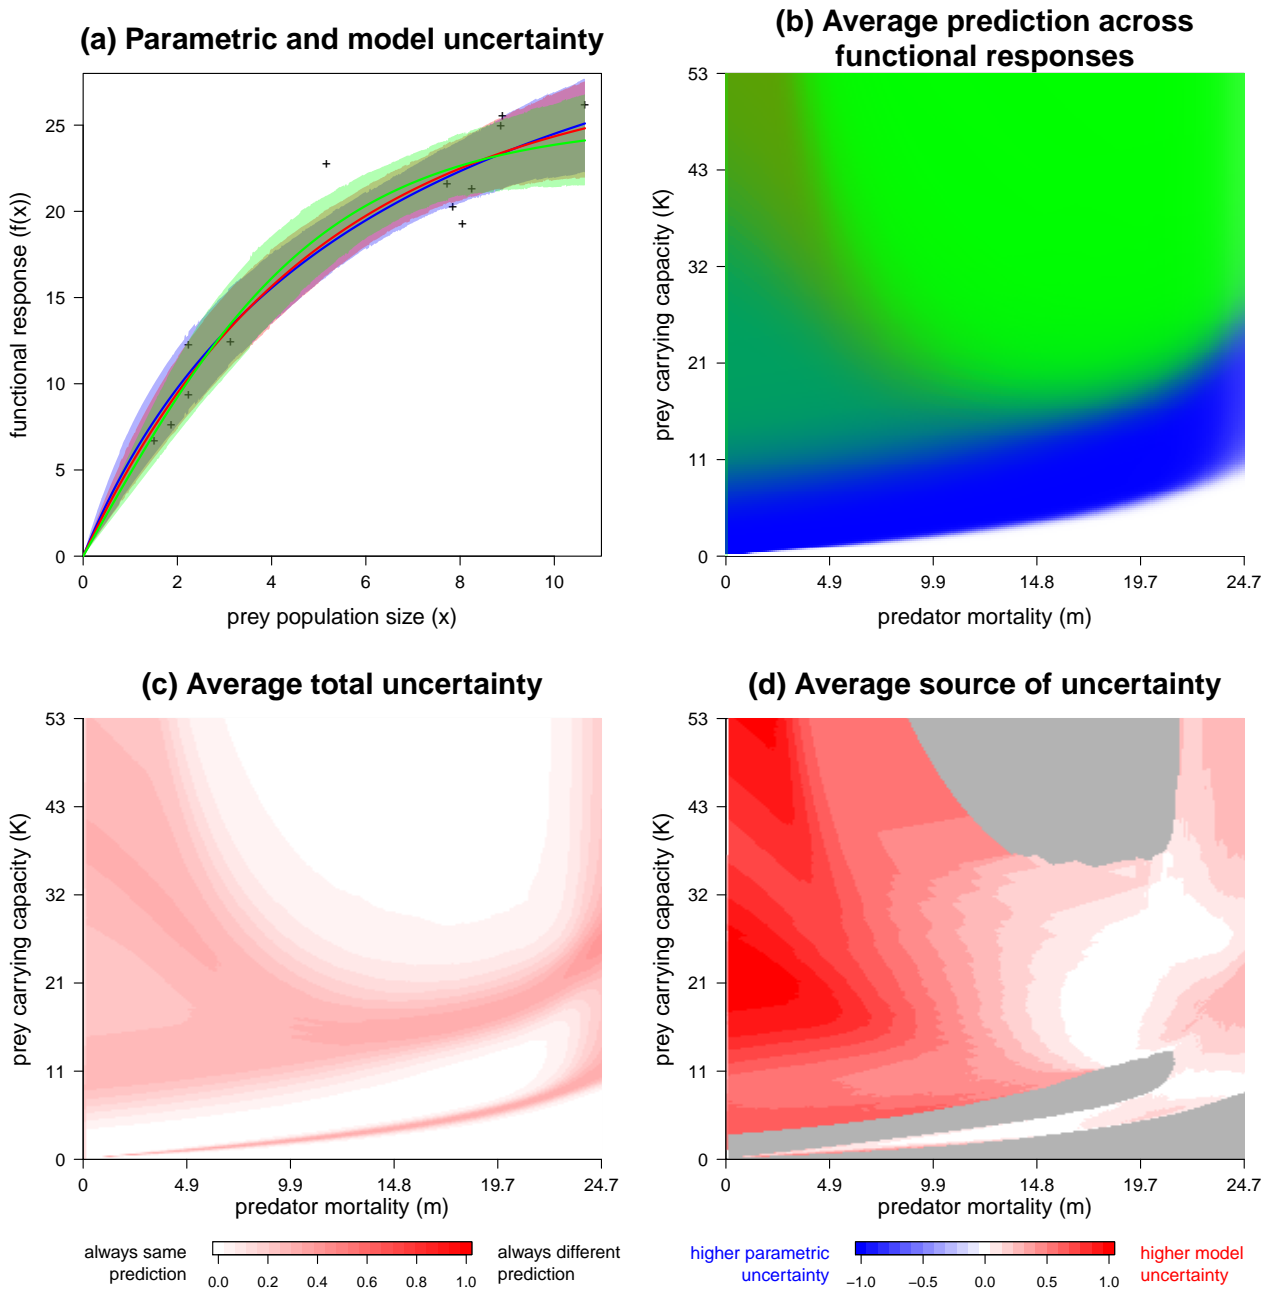 (a) Parametric and model uncertainty
functional response (f(x))
25
20
15
10
5
0
0 2 4 6 8 10
prey population size (x)
(b) Average prediction across
functional responses
prey carrying capacity (K)
53
43
32
21
11
0
0 4.9 9.9 14.8 19.7 24.7
predator mortality (m)
(c) Average total uncertainty
prey carrying capacity (K)
53
43
32
21
11
0
0 4.9 9.9 14.8 19.7 24.7
predator mortality (m)
always same
prediction
0.0 0.2 0.4 0.6 0.8 1.0
always different
prediction
(d) Average source of uncertainty
prey carrying capacity (K)
53
43
32
21
11
0
0 4.9 9.9 14.8 19.7 24.7
predator mortality (m)
higher parametric
uncertainty
−1.0 −0.5 0.0 0.5 1.0
higher model
uncertainty